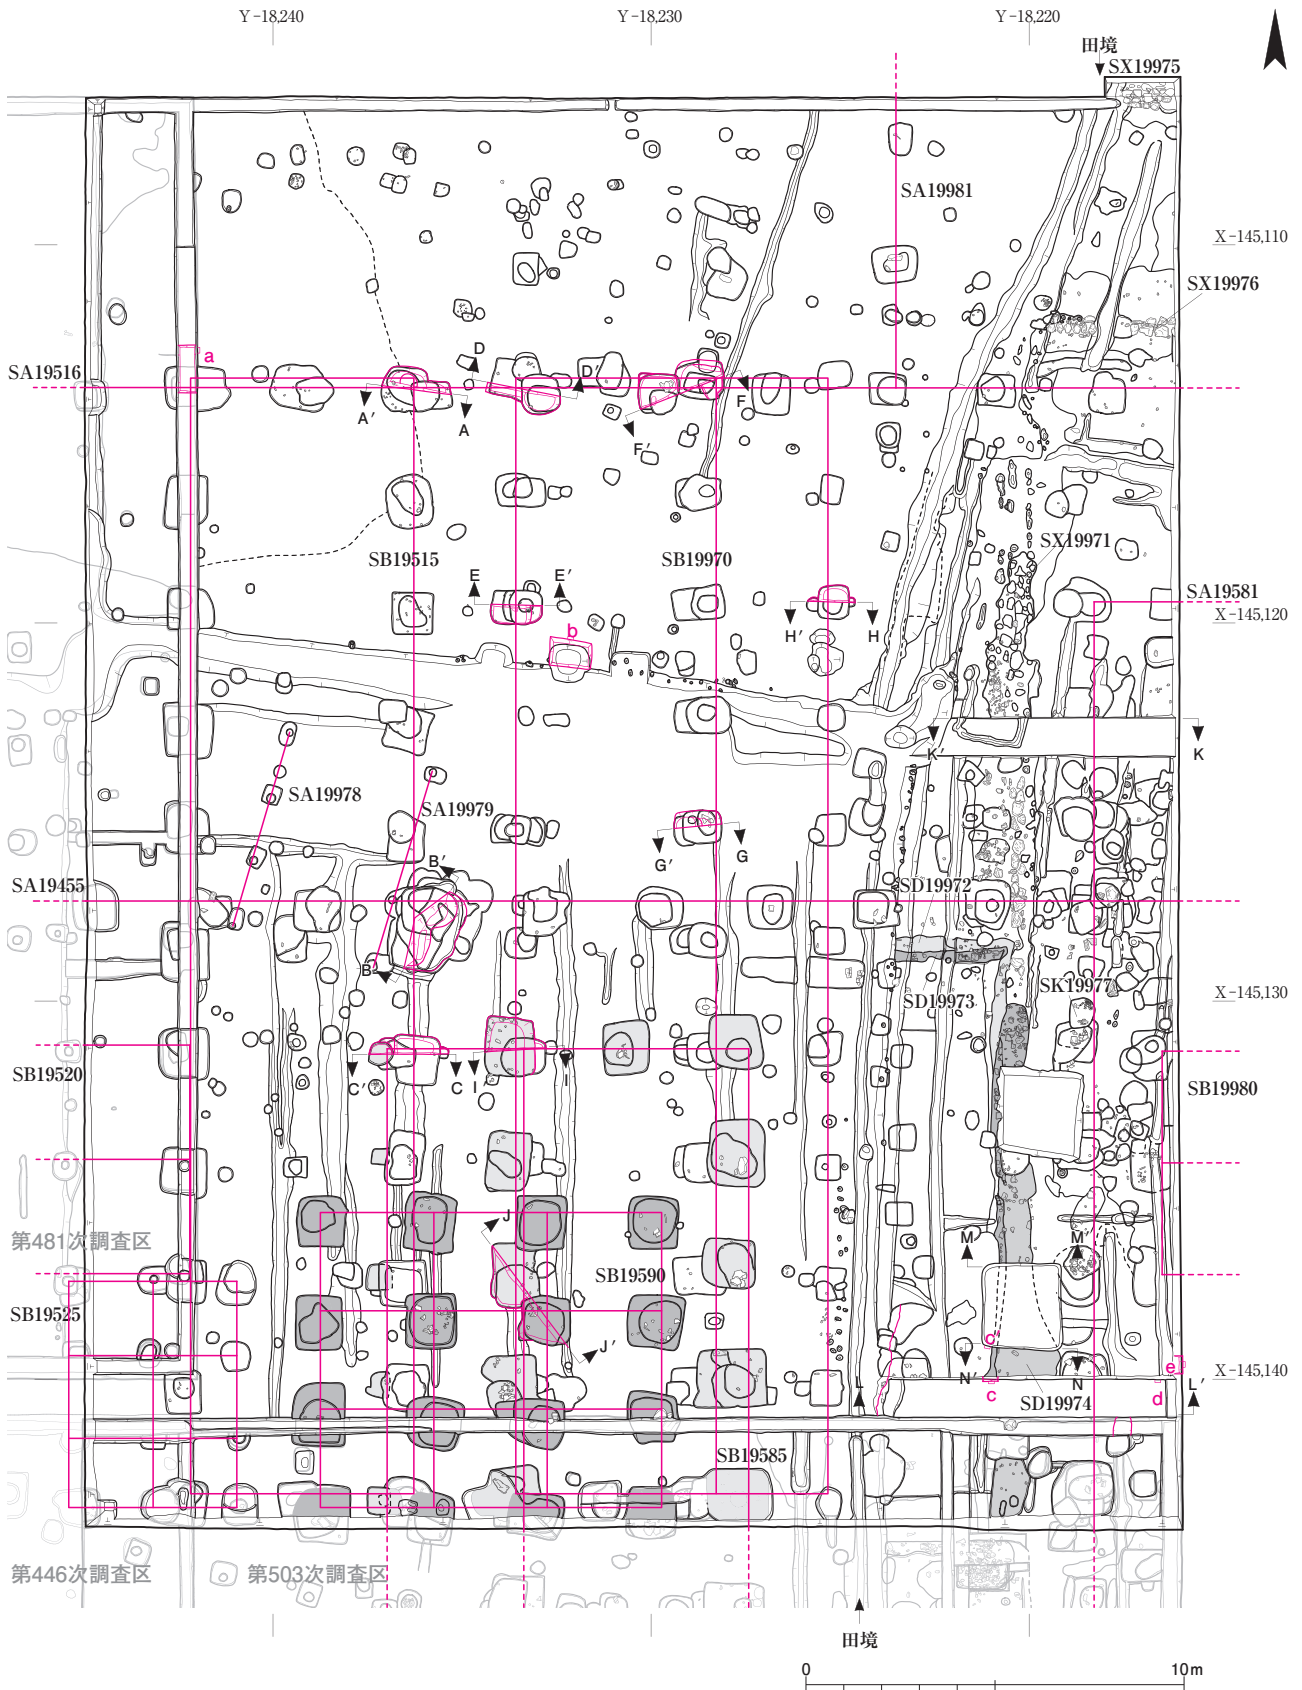 Y-18,240
Y-18,230
Y-18,220
田境
SX19975
SA19981
X-145,110
SX19976
a
D
SA19516
D′
A′
A
F
F′
SX19971
SB19515
SB19970
E
E′
SA19581
X-145,120
b
H′
H
K′
K
SA19978
SA19979
G′
G
B′
SA19455
SD19972
B
SK19977
X-145,130
SD19973
SB19520
C′
C
I′
I
SB19980
J
M
M′
第481次調査区
SB19590
SB19525
J′
c′
e
N′
N
X-145,140
L
c
d
L′
SD19974
SB19585
第446次調査区
第503次調査区
田境
0
10m